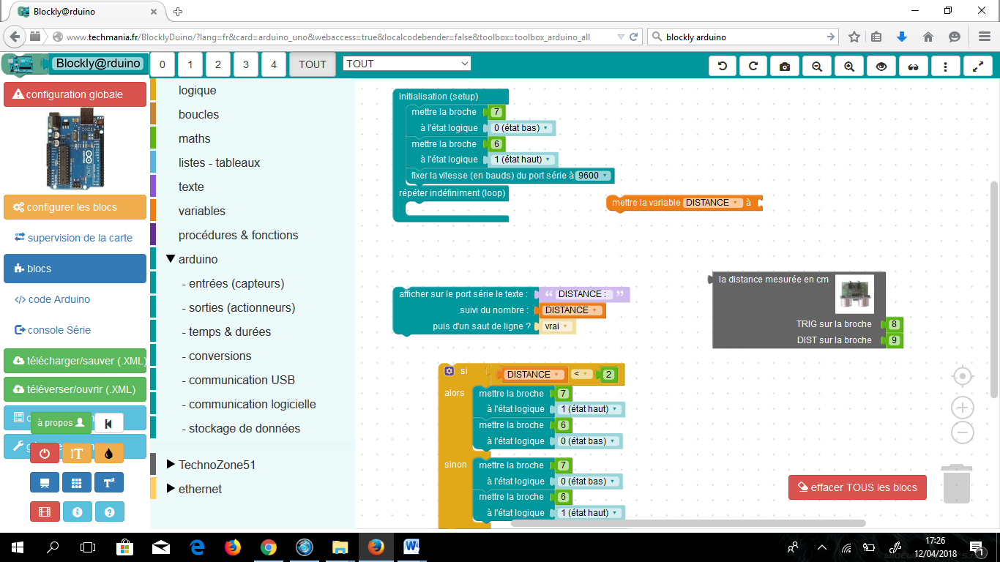 Blockly@rduino
www.techmania.fr/BlocklyDuino/?lang=fr&card=arduino_uno&webaccess=true&localcodebender=false&toolbox=toolbox_arduino_all
blockly arduino
Blockly@rduino
0 1 2 3 4 TOUT TOUT
configuration globale
configurer les blocs
supervision de la carte
blocs
code Arduino
console Série
télécharger/sauver (.XML)
téléverser/ouvrir (.XML)
à propos
logique
boucles
maths
listes - tableaux
texte
variables
procédures & fonctions
arduino
- entrées (capteurs)
- sorties (actionneurs)
- temps & durées
- conversions
- communication USB
- communication logicielle
- stockage de données
TechnoZone51
ethernet
initialisation (setup)
mettre la broche 7
à l'état logique 0 (état bas)
mettre la broche 6
à l'état logique 1 (état haut)
fixer la vitesse (en bauds) du port série à 9600
répéter indéfiniment (loop)
mettre la variable DISTANCE à
afficher sur le port série le texte : “ DISTANCE : ”
suivi du nombre : DISTANCE
puis d'un saut de ligne ? vrai
la distance mesurée en cm
TRIG sur la broche 8
DIST sur la broche 9
si DISTANCE < 2
alors mettre la broche 7
à l'état logique 1 (état haut)
mettre la broche 6
à l'état logique 0 (état bas)
sinon mettre la broche 7
à l'état logique 0 (état bas)
mettre la broche 6
à l'état logique 1 (état haut)
effacer TOUS les blocs
17:26
12/04/2018